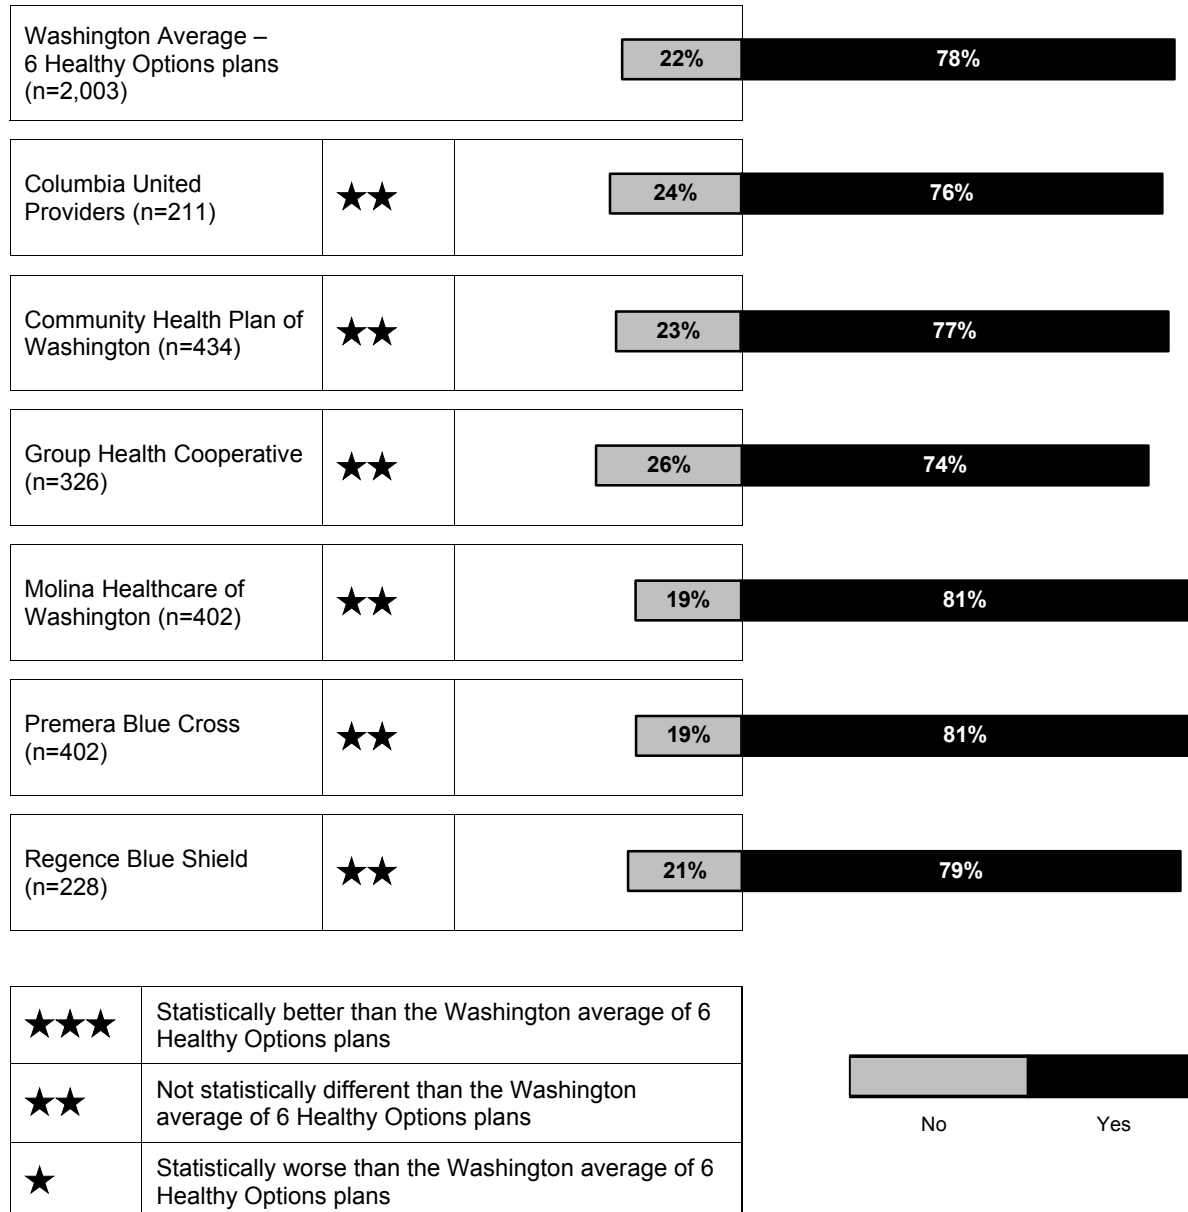 Washington Average –
6 Healthy Options plans
(n=2,003)
22%
78%
Columbia United
Providers (n=211)
★★
24%
76%
Community Health Plan of
Washington (n=434)
★★
23%
77%
Group Health Cooperative
(n=326)
★★
26%
74%
Molina Healthcare of
Washington (n=402)
★★
19%
81%
Premera Blue Cross
(n=402)
★★
19%
81%
Regence Blue Shield
(n=228)
★★
21%
79%
★★★
Statistically better than the Washington average of 6
Healthy Options plans
★★
Not statistically different than the Washington
average of 6 Healthy Options plans
★
Statistically worse than the Washington average of 6
Healthy Options plans
No
Yes